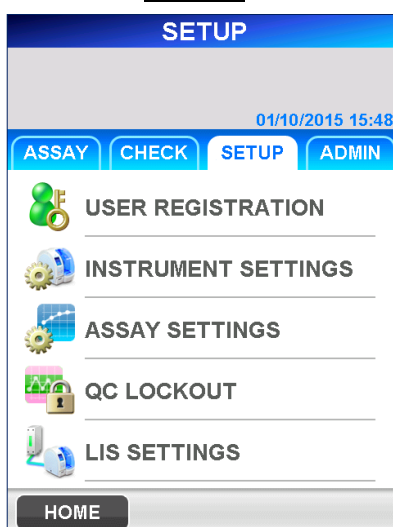 SETUP
01/10/2015 15:48
ASSAY CHECK SETUP ADMIN
USER REGISTRATION
INSTRUMENT SETTINGS
ASSAY SETTINGS
QC LOCKOUT
LIS SETTINGS
HOME